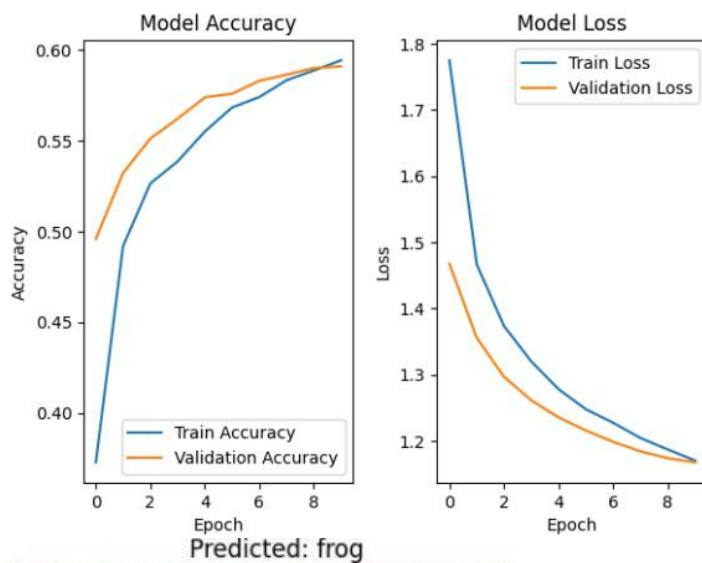 Model Accuracy
0.60
0.55
0.50
0.45
0.40
Accuracy
Train Accuracy
Validation Accuracy
0 2 4 6 8
Epoch
Model Loss
1.8
1.7
1.6
1.5
1.4
1.3
1.2
Loss
Train Loss
Validation Loss
0 2 4 6 8
Epoch
Predicted: frog